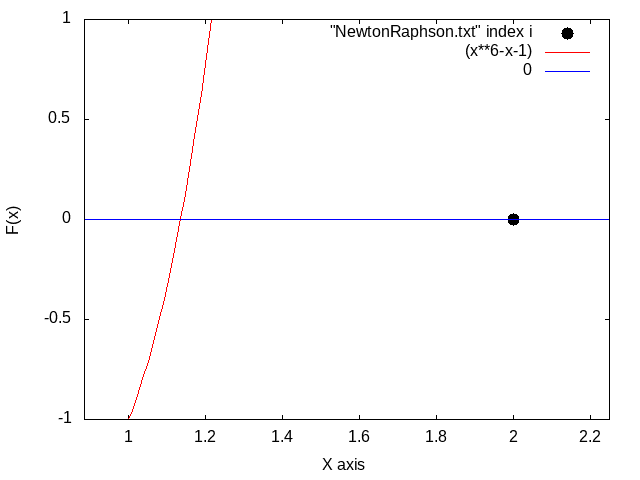 1
0.5
0
-0.5
-1
F(x)
"NewtonRaphson.txt" index i
(x**6-x-1)
0
1 1.2 1.4 1.6 1.8 2 2.2
X axis